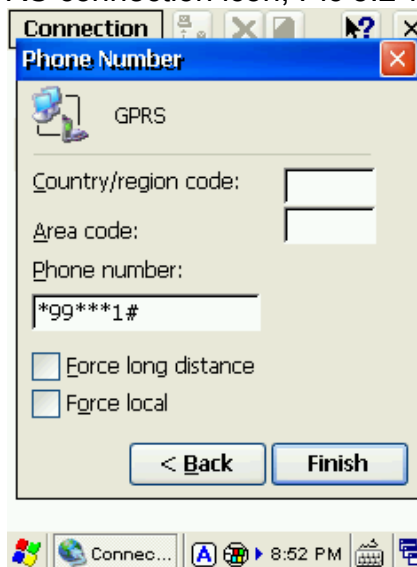 Connection
Phone Number
GPRS
Country/region code:
Area code:
Phone number:
*99***1#
Force long distance
Force local
< Back
Finish
Connec...
A
8:52 PM